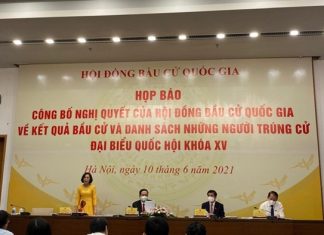 HỘI ĐỒNG BẦU CỬ QUỐC GIA
HỌP BÁO
CÔNG BỐ NGHỊ QUYẾT CỦA HỘI ĐỒNG BẦU CỬ QUỐC GIA
VỀ KẾT QUẢ BẦU CỬ VÀ DANH SÁCH NHỮNG NGƯỜI TRÚNG CỬ
ĐẠI BIỂU QUỐC HỘI KHÓA XV
Hà Nội, ngày 10 tháng 6 năm 2021